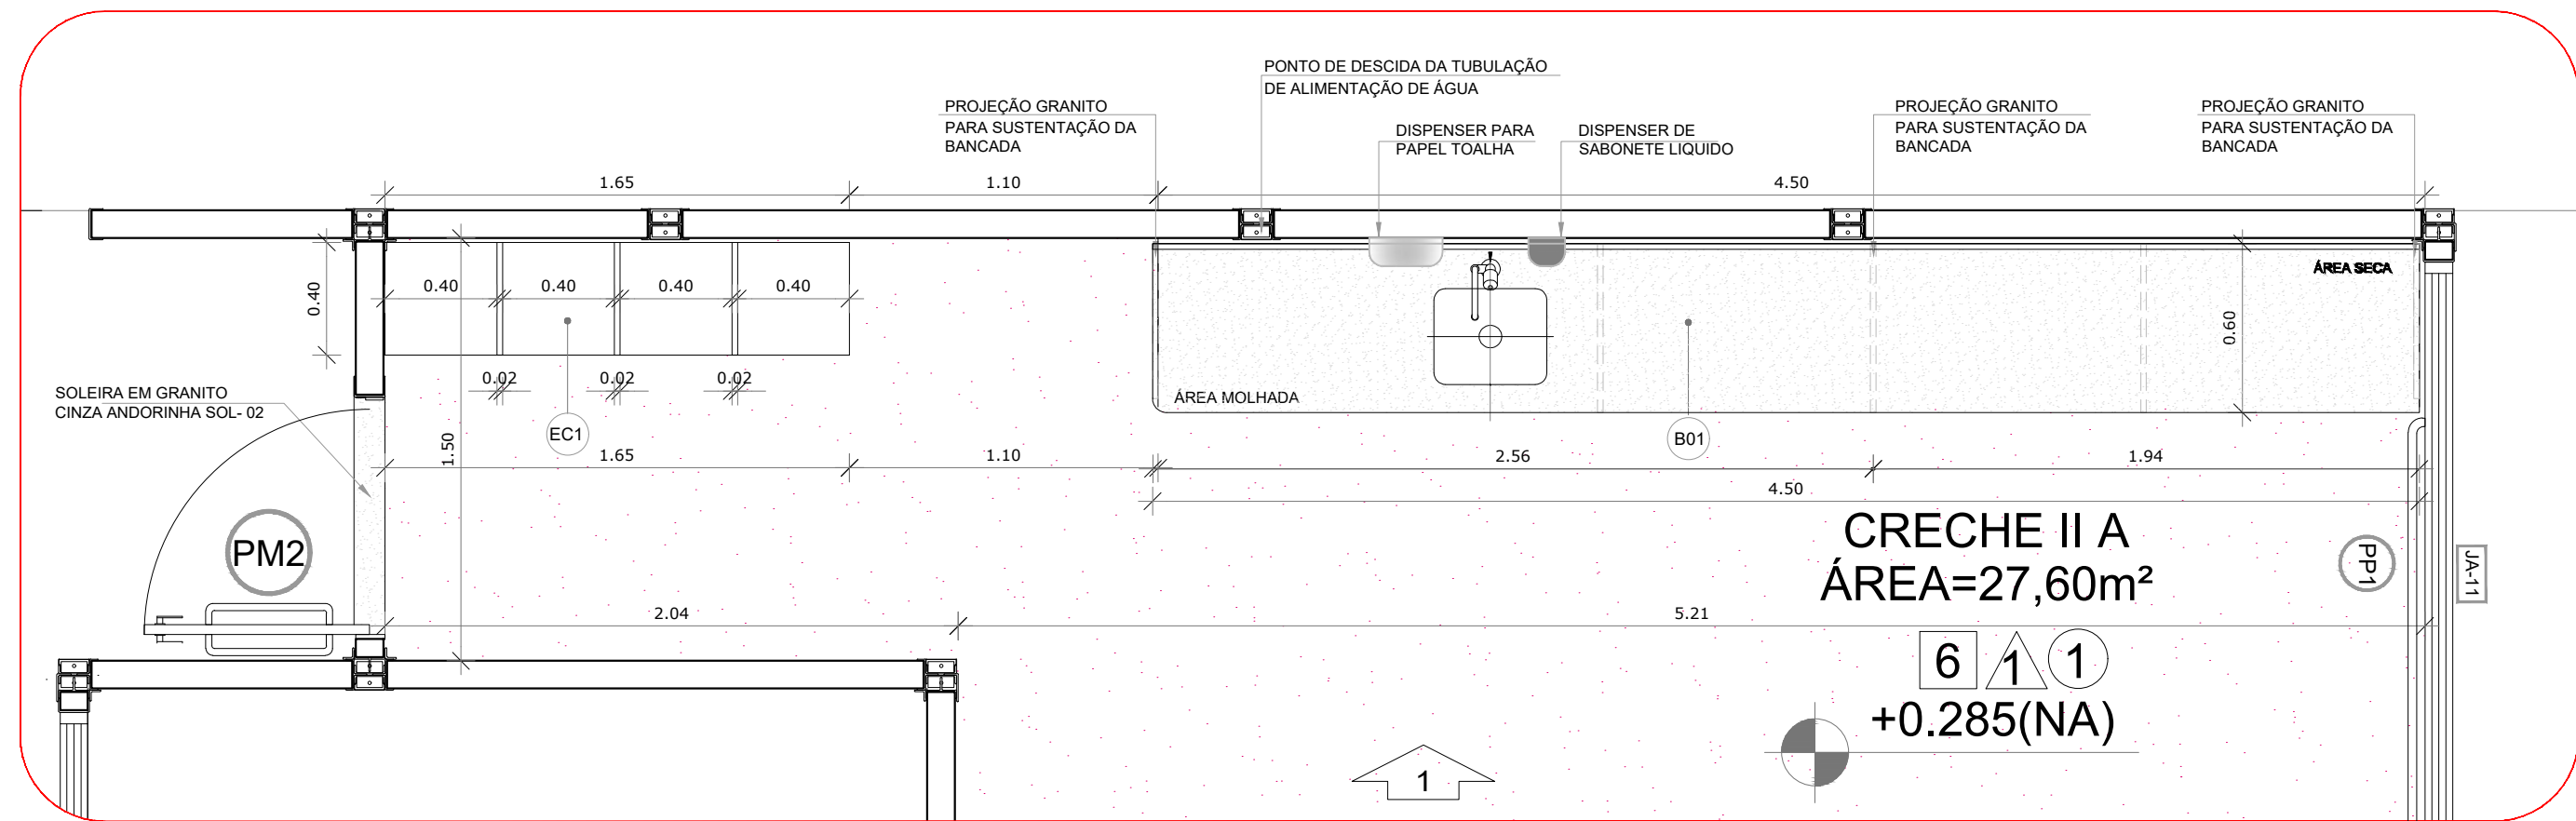 PONTO DE DESCIDA DA TUBULAÇÃO
DE ALIMENTAÇÃO DE ÁGUA
PROJEÇÃO GRANITO
PARA SUSTENTAÇÃO DA
BANCADA
DISPENSER PARA
PAPEL TOALHA
DISPENSER DE
SABONETE LIQUIDO
PROJEÇÃO GRANITO
PARA SUSTENTAÇÃO DA
BANCADA
PROJEÇÃO GRANITO
PARA SUSTENTAÇÃO DA
BANCADA
1.65
1.10
4.50
ÁREA SECA
0.40
0.40
0.40
0.40
0.40
0.60
0.02
0.02
0.02
SOLEIRA EM GRANITO
CINZA ANDORINHA SOL- 02
ÁREA MOLHADA
EC1
B01
1.50
1.65
1.10
2.56
1.94
4.50
CRECHE II A
ÁREA=27,60m²
PM2
PP1
JA-11
2.04
5.21
6
1
1
+0.285(NA)
1